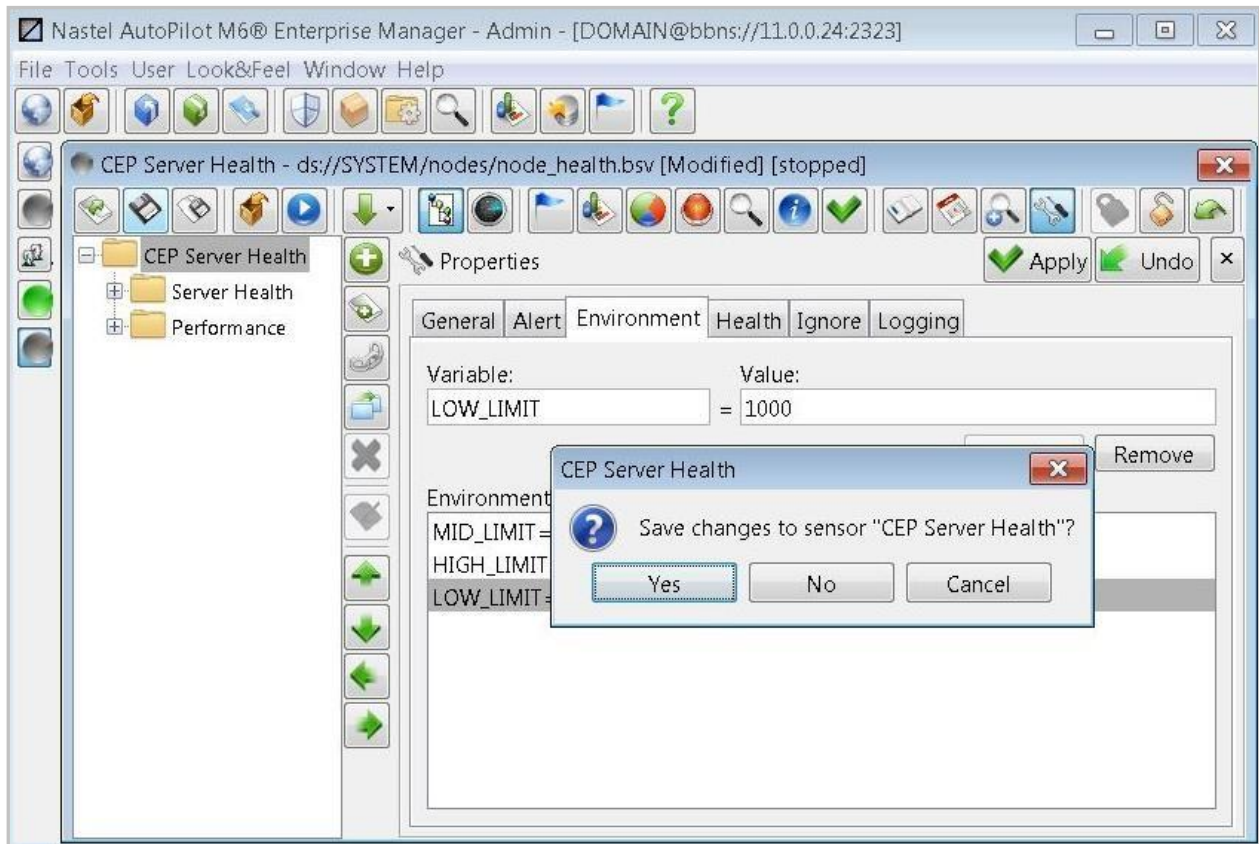 Nastel AutoPilot M6® Enterprise Manager - Admin - [DOMAIN@bbns://11.0.0.24:2323]
File Tools User Look&Feel Window Help
CEP Server Health - ds://SYSTEM/nodes/node_health.bsv [Modified] [stopped]
CEP Server Health
Server Health
Performance
Properties
Apply
Undo
General Alert Environment Health Ignore Logging
Variable: Value:
LOW_LIMIT = 1000
Remove
Environment
MID_LIMIT=
HIGH_LIMIT
LOW_LIMIT=
CEP Server Health
Save changes to sensor "CEP Server Health"?
Yes No Cancel